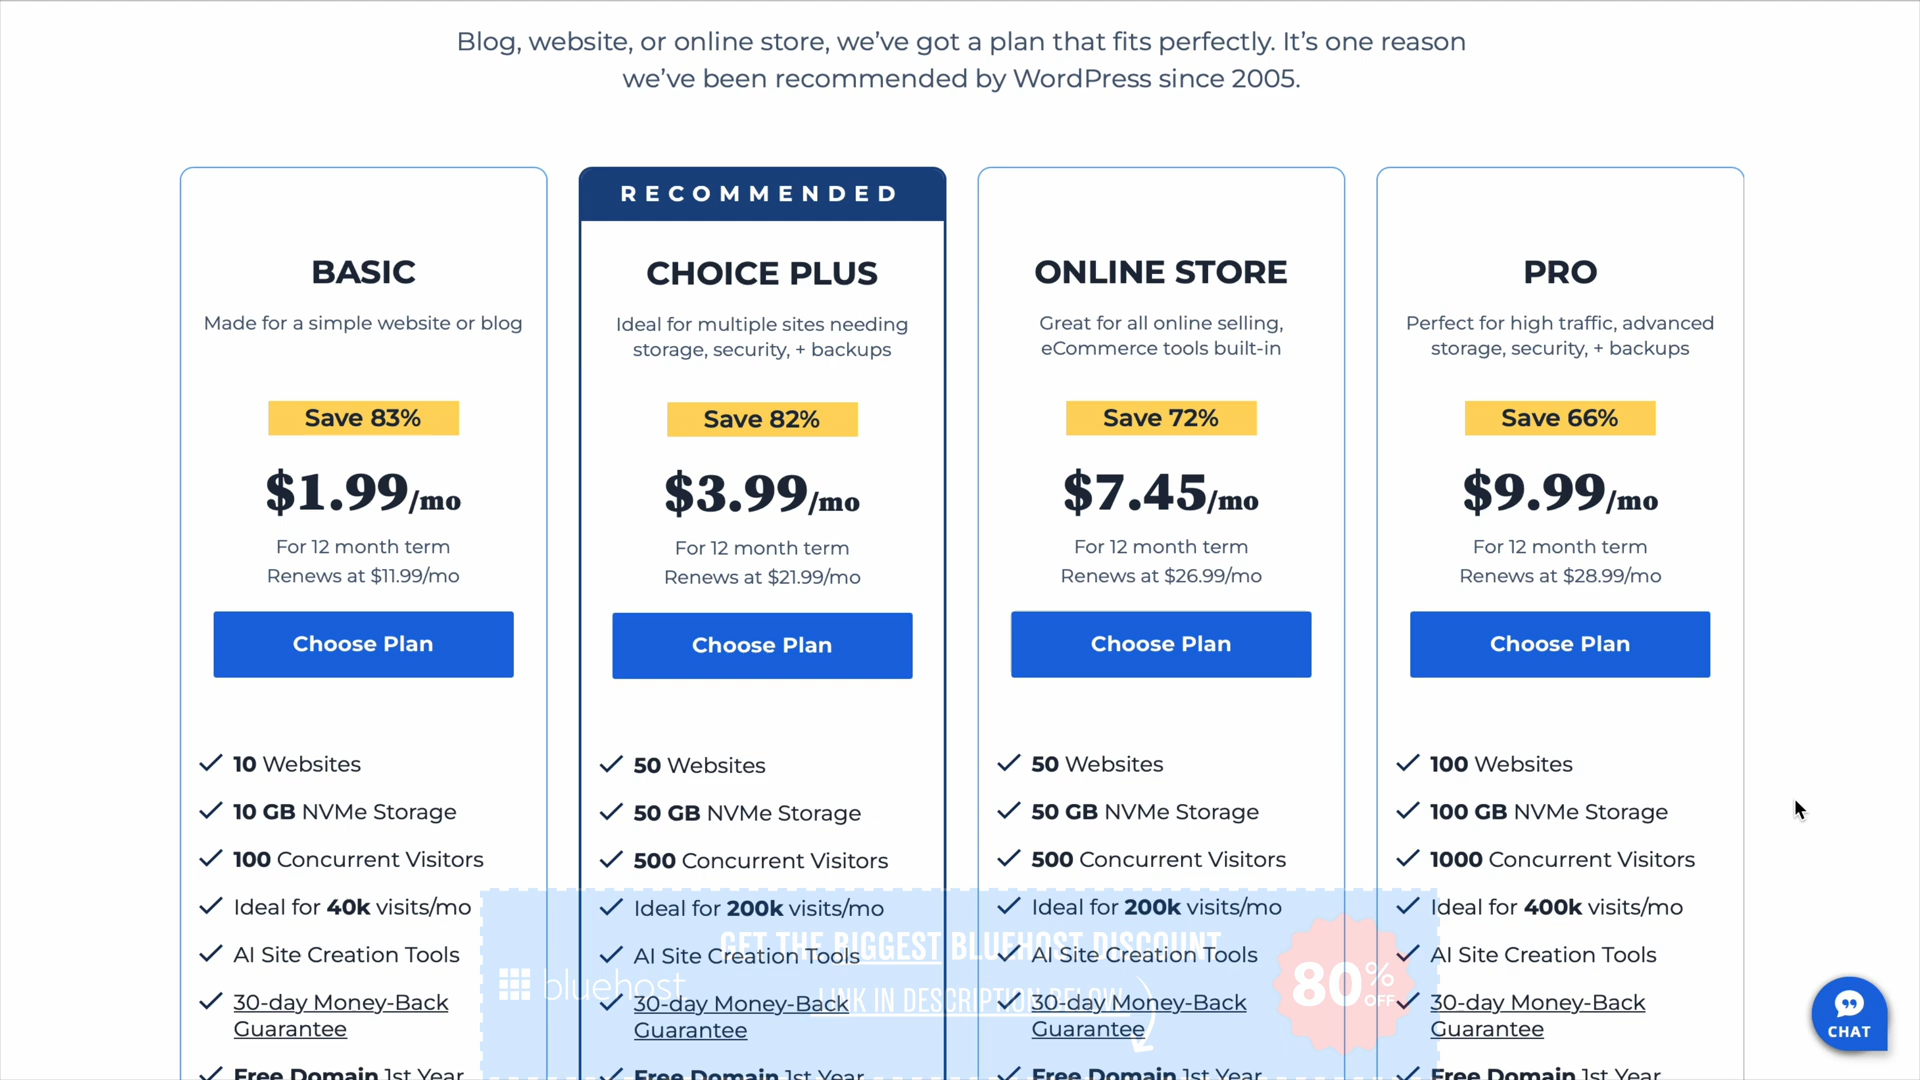 Blog, website, or online store, we’ve got a plan that fits perfectly. It’s one reason
we’ve been recommended by WordPress since 2005.
BASIC
Made for a simple website or blog
Save 83%
$1.99/mo
For 12 month term
Renews at $11.99/mo
Choose Plan
10 Websites
10 GB NVMe Storage
100 Concurrent Visitors
Ideal for 40k visits/mo
AI Site Creation Tools
30-day Money-Back
Guarantee
Free Domain 1st Year
RECOMMENDED
CHOICE PLUS
Ideal for multiple sites needing
storage, security, + backups
Save 82%
$3.99/mo
For 12 month term
Renews at $21.99/mo
Choose Plan
50 Websites
50 GB NVMe Storage
500 Concurrent Visitors
Ideal for 200k visits/mo
AI Site Creation Tools
30-day Money-Back
Guarantee
Free Domain 1st Year
ONLINE STORE
Great for all online selling,
eCommerce tools built-in
Save 72%
$7.45/mo
For 12 month term
Renews at $26.99/mo
Choose Plan
50 Websites
50 GB NVMe Storage
500 Concurrent Visitors
Ideal for 200k visits/mo
AI Site Creation Tools
30-day Money-Back
Guarantee
Free Domain 1st Year
PRO
Perfect for high traffic, advanced
storage, security, + backups
Save 66%
$9.99/mo
For 12 month term
Renews at $28.99/mo
Choose Plan
100 Websites
100 GB NVMe Storage
1000 Concurrent Visitors
Ideal for 400k visits/mo
AI Site Creation Tools
30-day Money-Back
Guarantee
Free Domain 1st Year
bluehost
GET THE BIGGEST BLUEHOST DISCOUNT
LINK IN DESCRIPTION BELOW
80% OFF
CHAT